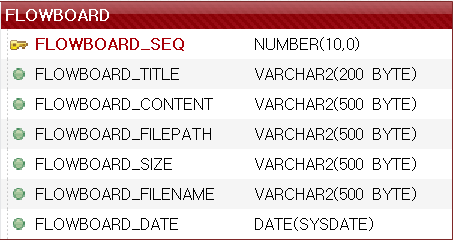 FLOWBOARD
FLOWBOARD_SEQ NUMBER(10,0)
FLOWBOARD_TITLE VARCHAR2(200 BYTE)
FLOWBOARD_CONTENT VARCHAR2(500 BYTE)
FLOWBOARD_FILEPATH VARCHAR2(500 BYTE)
FLOWBOARD_SIZE VARCHAR2(500 BYTE)
FLOWBOARD_FILENAME VARCHAR2(500 BYTE)
FLOWBOARD_DATE DATE(SYSDATE)